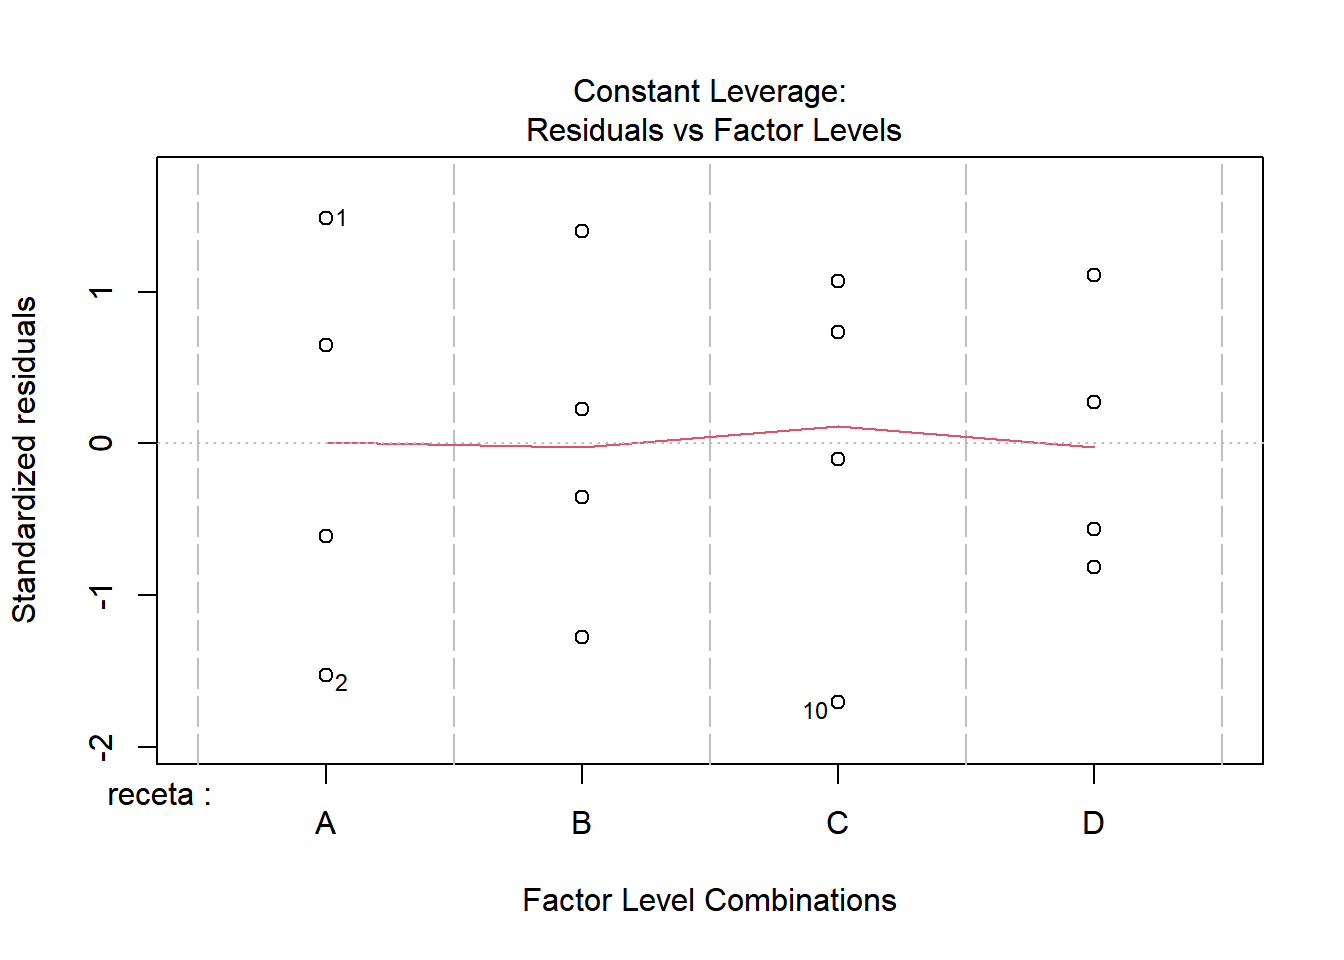 Constant Leverage:
Residuals vs Factor Levels
Standardized residuals
1
0
-1
-2
1
2
10
receta :
A B C D
Factor Level Combinations